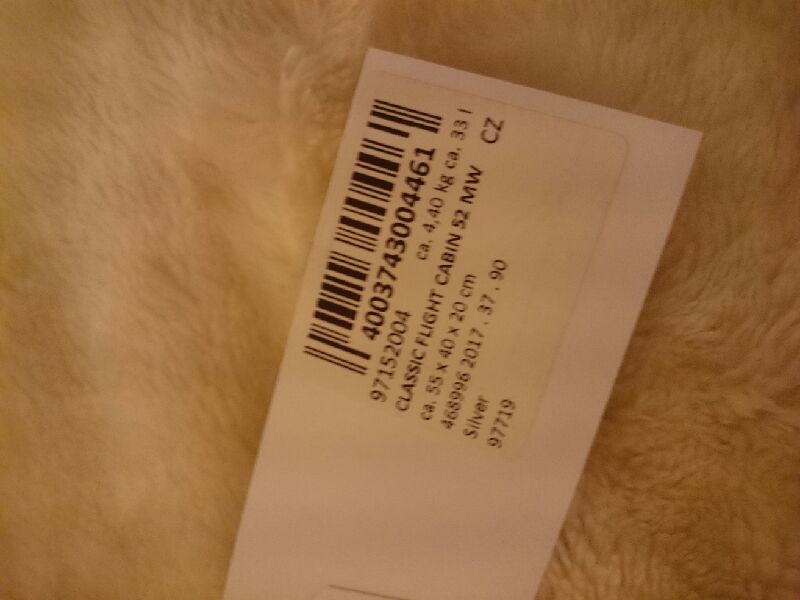 4003743004461
97152004 ca. 4,40 kg ca. 33 l
CLASSIC FLIGHT CABIN 52 MW CZ
ca. 55 x 40 x 20 cm
468996 2017 . 37 . 90
Silver
97719